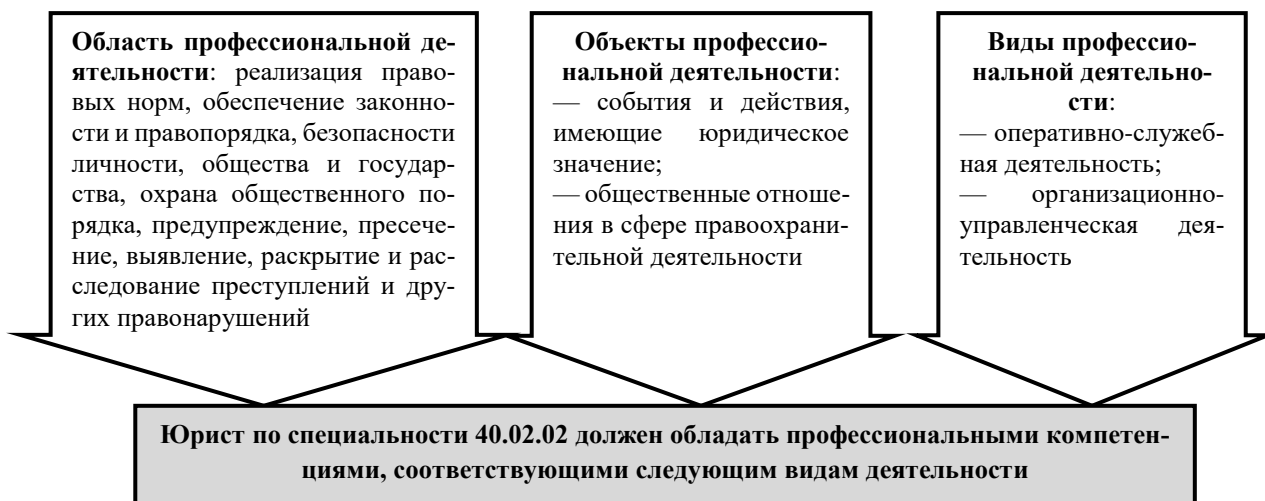 Область профессиональной де-
ятельности: реализация право-
вых норм, обеспечение законно-
сти и правопорядка, безопасности
личности, общества и государ-
ства, охрана общественного по-
рядка, предупреждение, пресече-
ние, выявление, раскрытие и рас-
следование преступлений и дру-
гих правонарушений
Объекты профессио-
нальной деятельности:
— события и действия,
имеющие юридическое
значение;
— общественные отноше-
ния в сфере правоохрани-
тельной деятельности
Виды профессио-
нальной деятельно-
сти:
— оперативно-служеб-
ная деятельность;
— организационно-
управленческая дея-
тельность
Юрист по специальности 40.02.02 должен обладать профессиональными компетен-
циями, соответствующими следующим видам деятельности